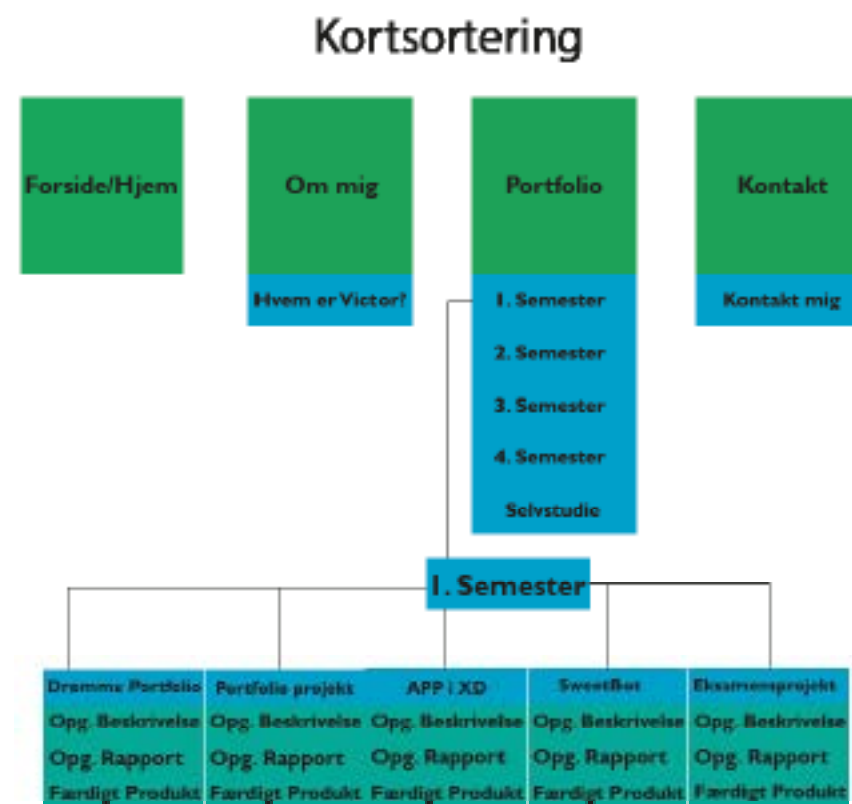 Kortsortering
Forside/Hjem
Om mig
Portfolio
Kontakt
Hvem er Victor?
1. Semester
Kontakt mig
2. Semester
3. Semester
4. Semester
Selvstudie
1. Semester
Drømme Portfolio
Portfolio projekt
APP i XD
SweetBot
Eksamensprojekt
Opg. Beskrivelse
Opg. Beskrivelse
Opg. Beskrivelse
Opg. Beskrivelse
Opg. Beskrivelse
Opg. Rapport
Opg. Rapport
Opg. Rapport
Opg. Rapport
Opg. Rapport
Færdigt Produkt
Færdigt Produkt
Færdigt Produkt
Færdigt Produkt
Færdigt Produkt